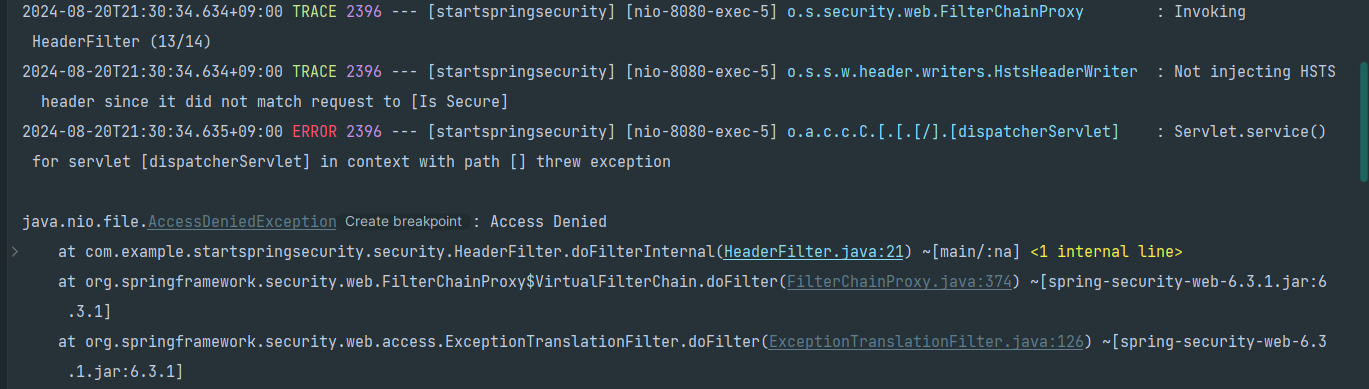 2024-08-20T21:30:34.634+09:00 TRACE 2396 --- [startspringsecurity] [nio-8080-exec-5] o.s.security.web.FilterChainProxy        : Invoking
HeaderFilter (13/14)
2024-08-20T21:30:34.634+09:00 TRACE 2396 --- [startspringsecurity] [nio-8080-exec-5] o.s.s.w.header.writers.HstsHeaderWriter  : Not injecting HSTS
header since it did not match request to [Is Secure]
2024-08-20T21:30:34.635+09:00 ERROR 2396 --- [startspringsecurity] [nio-8080-exec-5] o.a.c.c.C.[.[.[/].[dispatcherServlet]    : Servlet.service()
for servlet [dispatcherServlet] in context with path [] threw exception
java.nio.file.AccessDeniedException Create breakpoint : Access Denied
at com.example.startspringsecurity.security.HeaderFilter.doFilterInternal(HeaderFilter.java:21) ~[main/:na] <1 internal line>
at org.springframework.security.web.FilterChainProxy$VirtualFilterChain.doFilter(FilterChainProxy.java:374) ~[spring-security-web-6.3.1.jar:6
.3.1]
at org.springframework.security.web.access.ExceptionTranslationFilter.doFilter(ExceptionTranslationFilter.java:126) ~[spring-security-web-6.3
.1.jar:6.3.1]